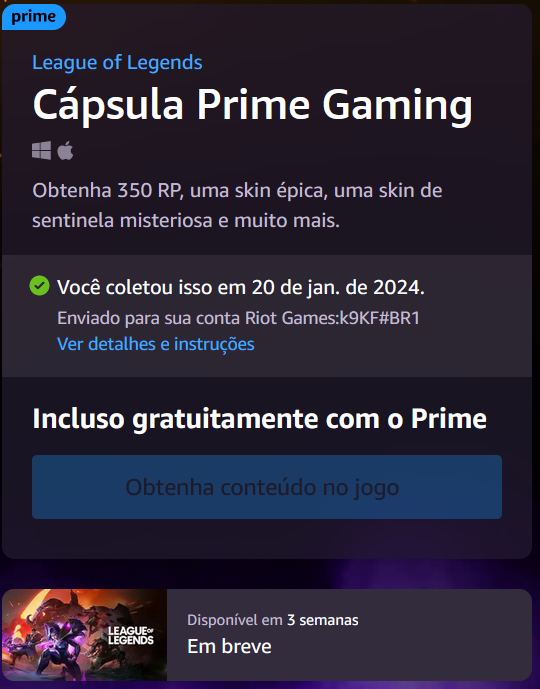 prime
League of Legends
Cápsula Prime Gaming
Obtenha 350 RP, uma skin épica, uma skin de
sentinela misteriosa e muito mais.
Você coletou isso em 20 de jan. de 2024.
Enviado para sua conta Riot Games:k9KF#BR1
Ver detalhes e instruções
Incluso gratuitamente com o Prime
Obtenha conteúdo no jogo
LEAGUE OF
LEGENDS
Disponível em 3 semanas
Em breve